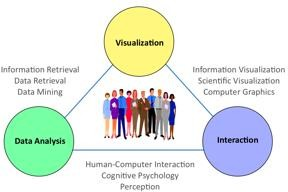 Visualization
Information Retrieval
Data Retrieval
Data Mining
Information Visualization
Scientific Visualization
Computer Graphics
Data Analysis
Interaction
Human-Computer Interaction
Cognitive Psychology
Perception